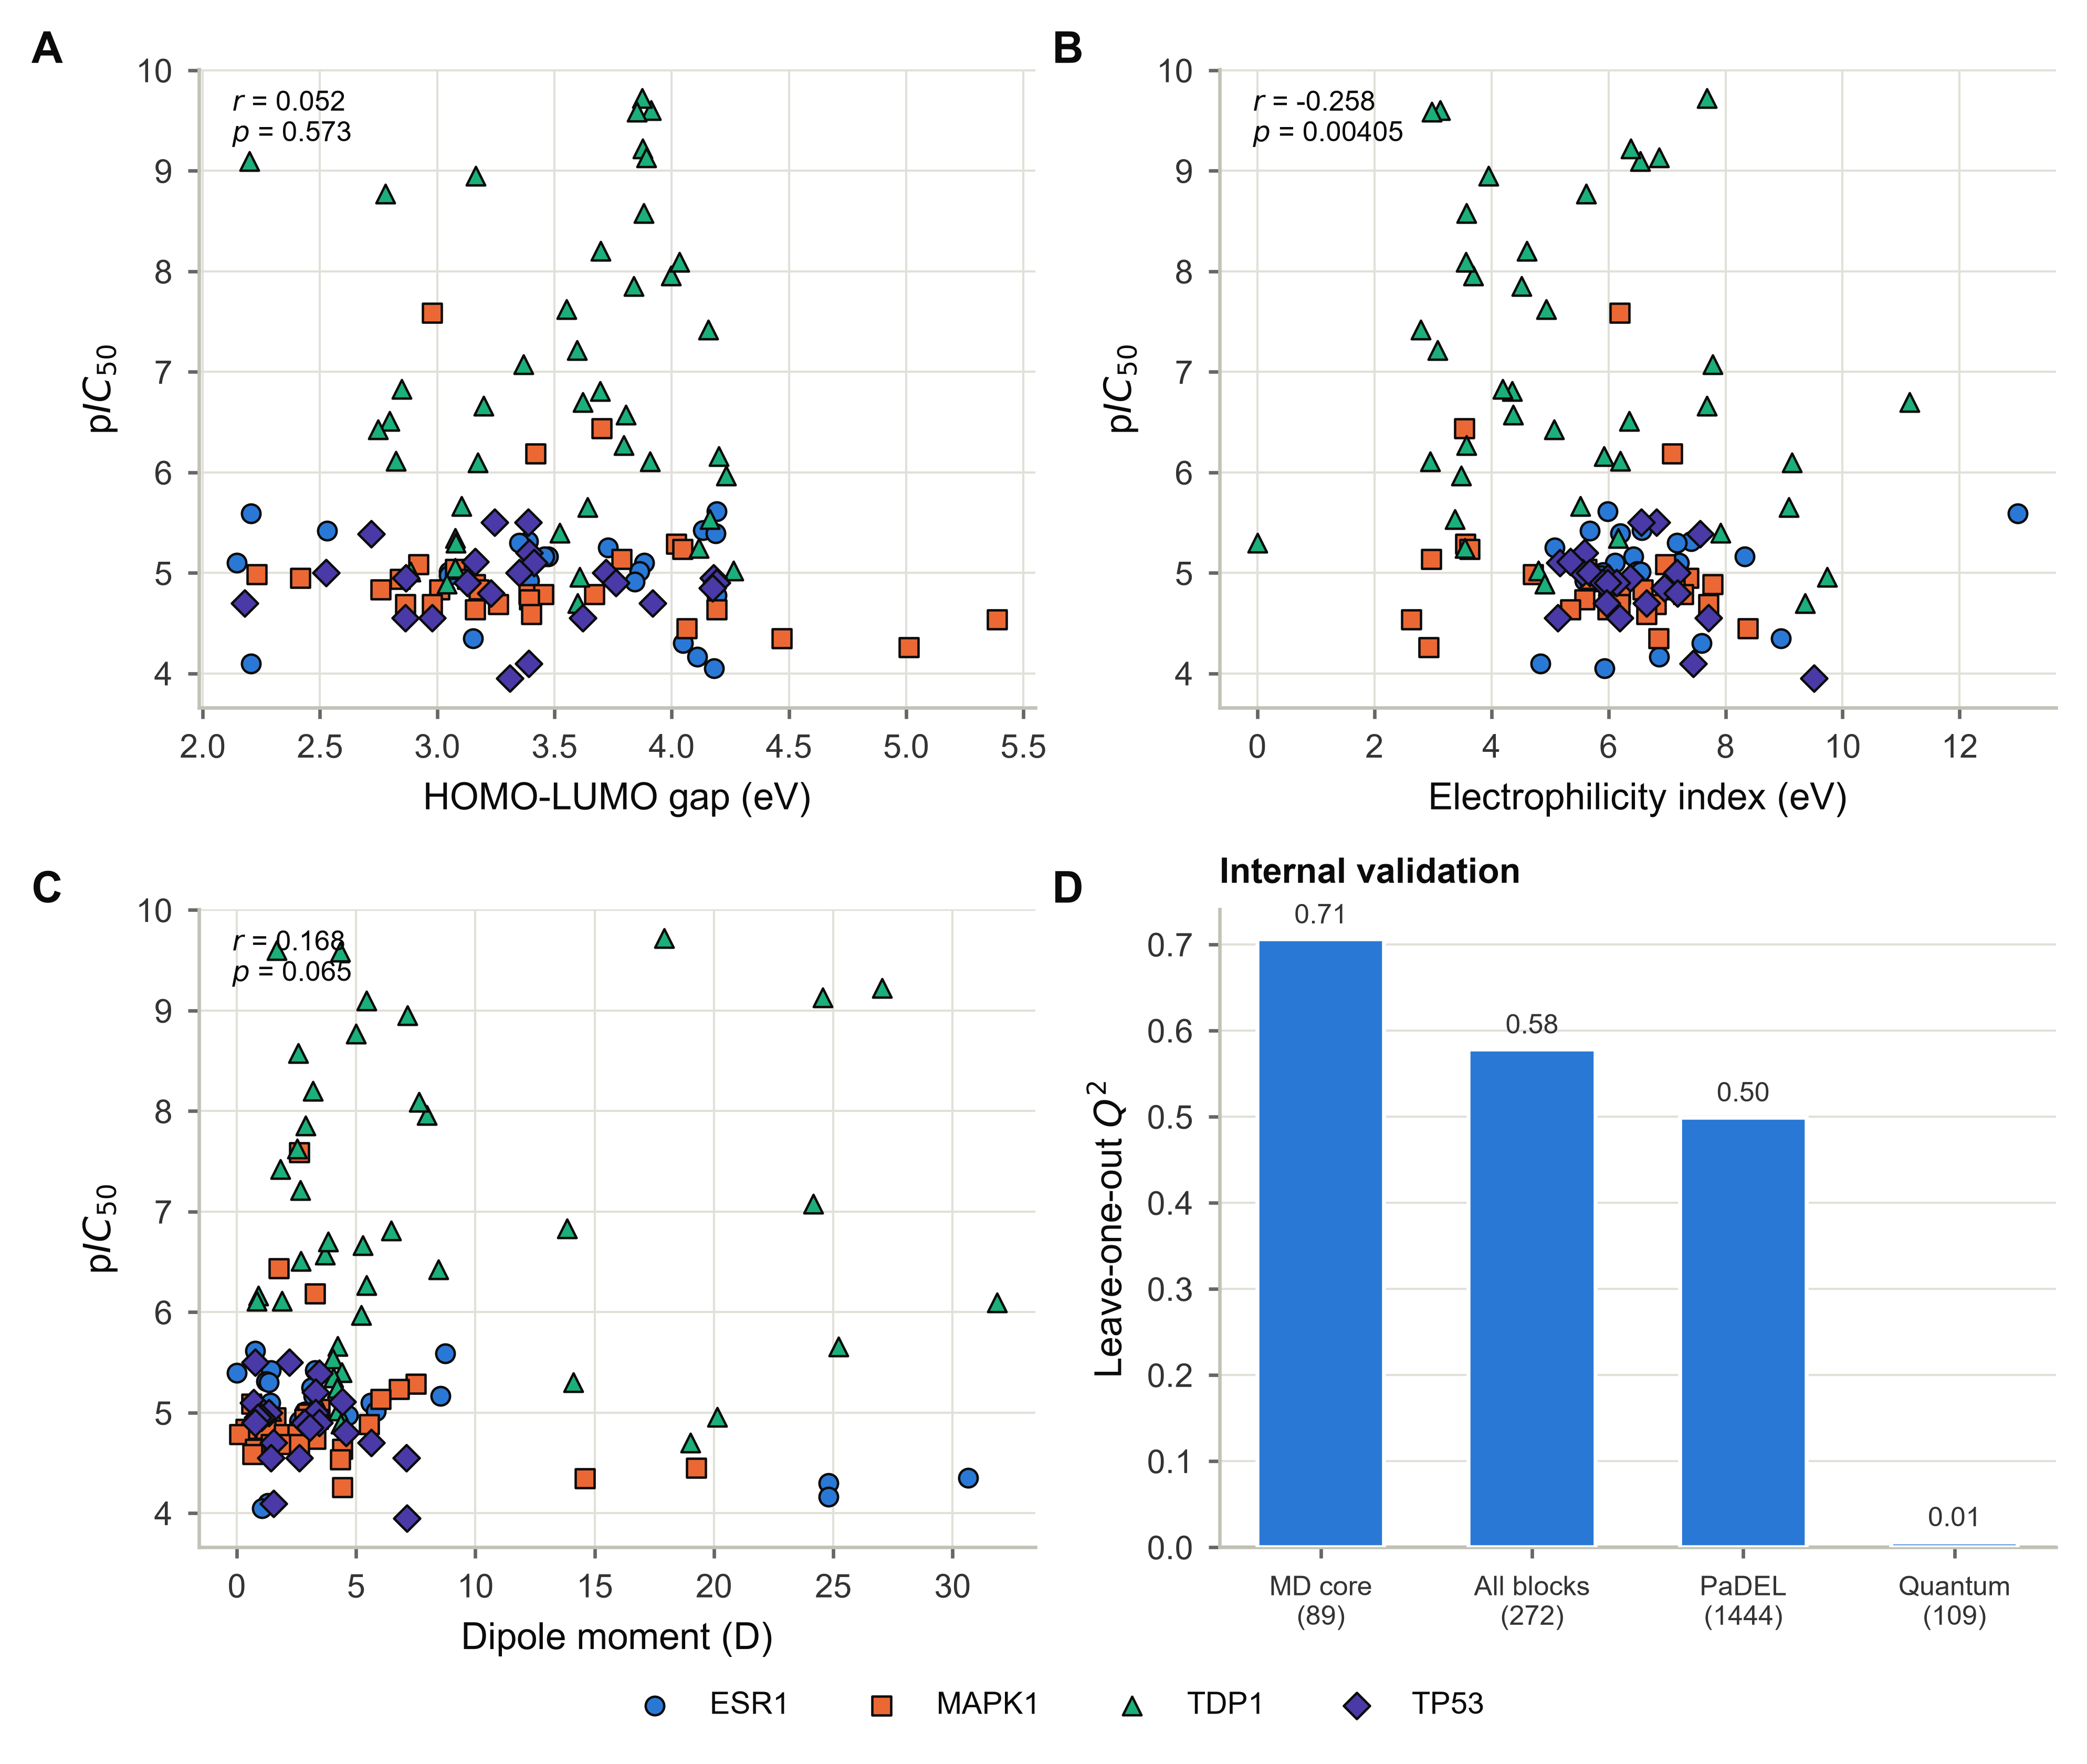 A
r = 0.052
p = 0.573
pIC50
10
9
8
7
6
5
4
2.0 2.5 3.0 3.5 4.0 4.5 5.0 5.5
HOMO-LUMO gap (eV)
B
r = -0.258
p = 0.00405
pIC50
10
9
8
7
6
5
4
0 2 4 6 8 10 12
Electrophilicity index (eV)
C
r = 0.168
p = 0.065
pIC50
10
9
8
7
6
5
4
0 5 10 15 20 25 30
Dipole moment (D)
D
Internal validation
Leave-one-out Q2
0.7
0.6
0.5
0.4
0.3
0.2
0.1
0.0
0.71
0.58
0.50
0.01
MD core All blocks PaDEL Quantum
(89) (272) (1444) (109)
ESR1 MAPK1 TDP1 TP53